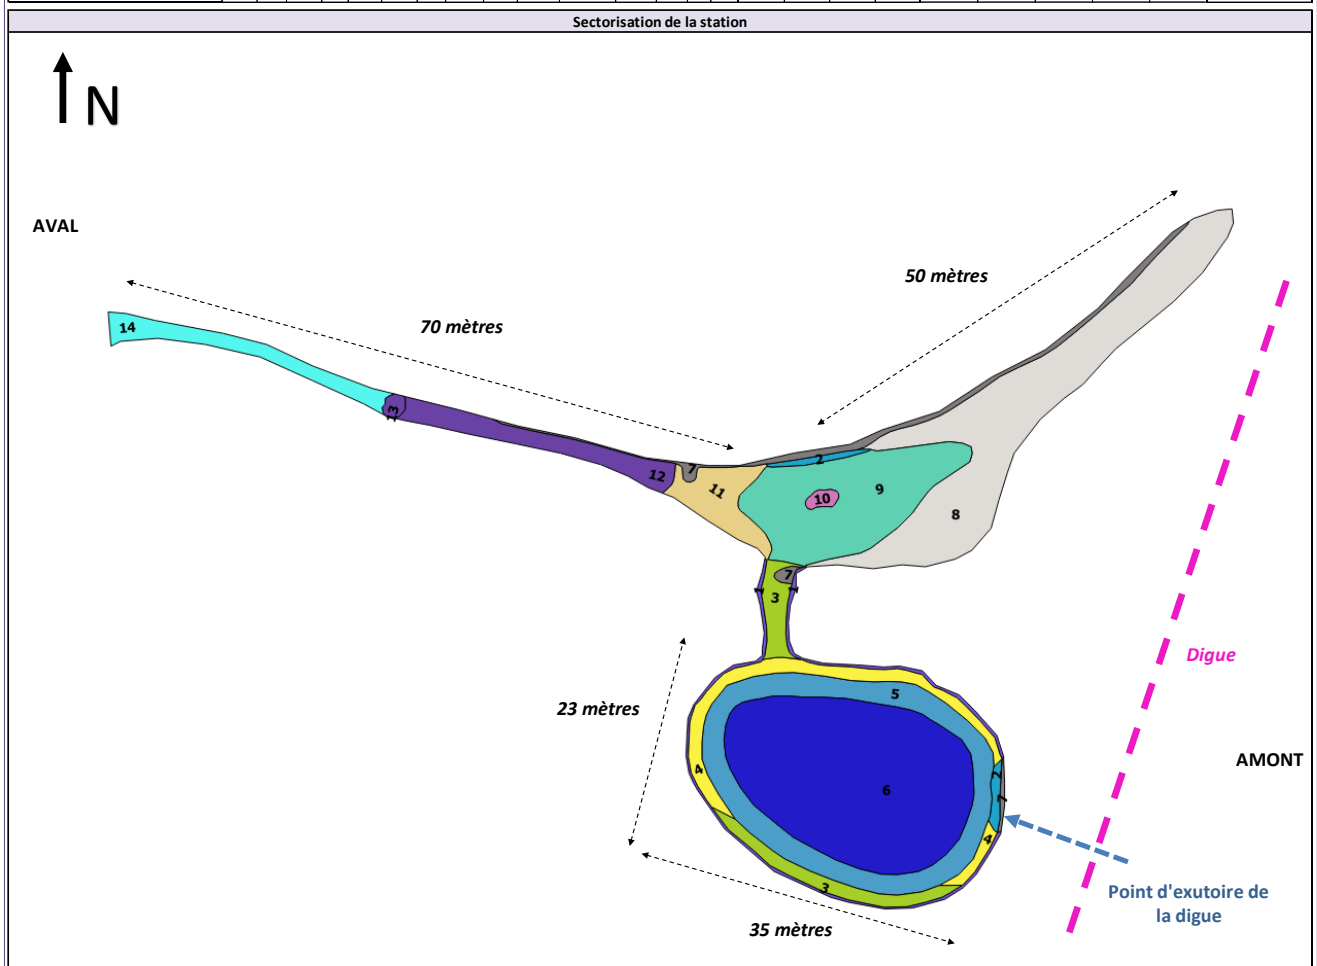 Sectorisation de la station
N
AVAL
50 mètres
70 mètres
14
13
12
7
11
2
10
9
8
7
1
1
3
Digue
23 mètres
5
AMONT
4
6
2
7
4
3
Point d'exutoire de
la digue
35 mètres